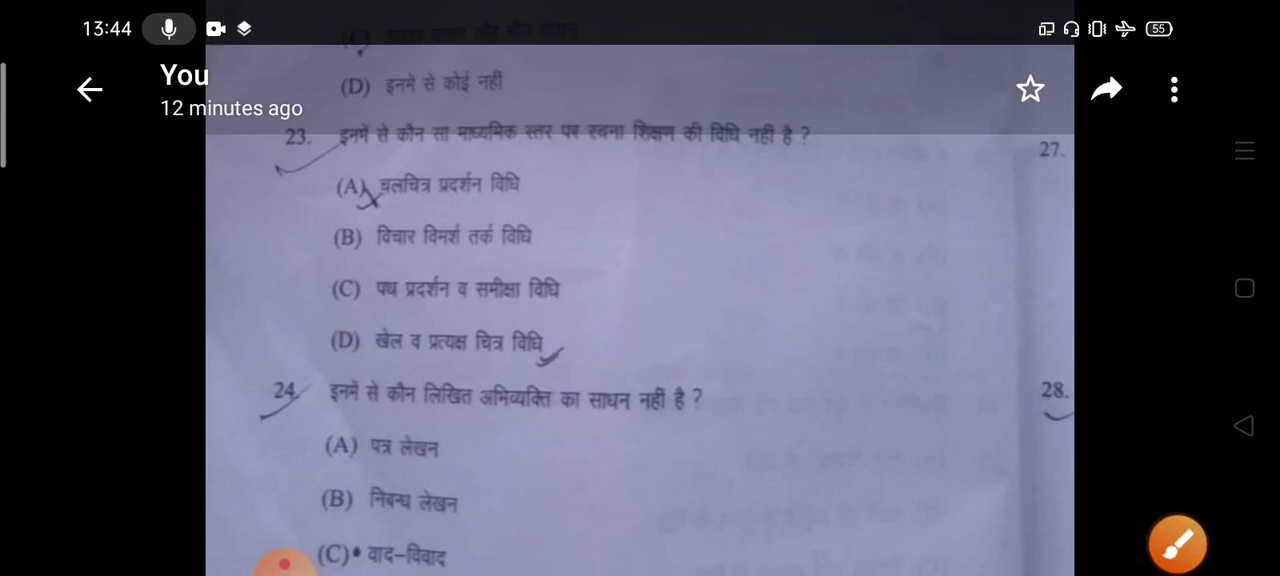 13:44
55
You
12 minutes ago
(D) इनमें से कोई नहीं
23. इनमें से कौन सा माध्यमिक स्तर पर रचना शिक्षण की विधि नहीं है ?
(A) चलचित्र प्रदर्शन विधि
(B) विचार विमर्श तर्क विधि
(C) पथ प्रदर्शन व समीक्षा विधि
(D) खेल व प्रत्यक्ष चित्र विधि
24. इनमें से कौन लिखित अभिव्यक्ति का साधन नहीं है ?
(A) पत्र लेखन
(B) निबन्ध लेखन
(C) वाद-विवाद
27.
28.